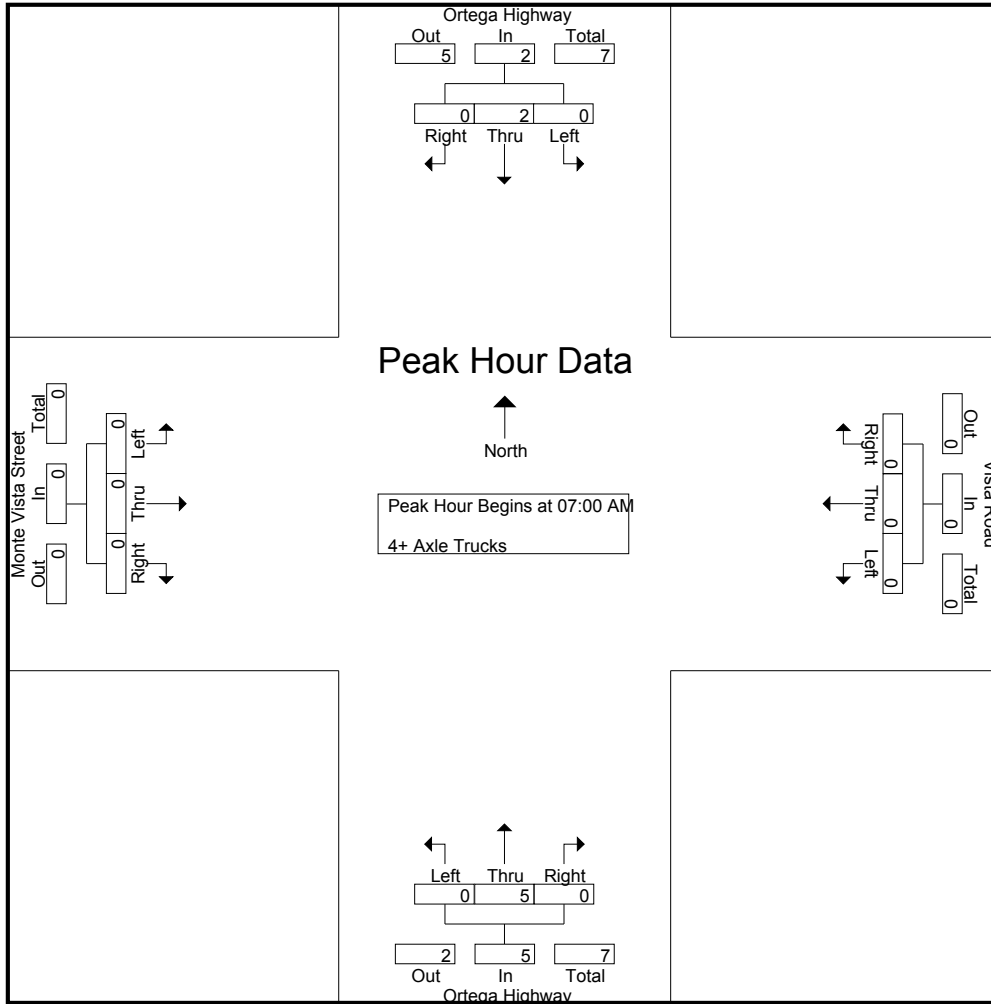 Ortega Highway
Out In Total
5 2 7
0 2 0
Right Thru Left
Peak Hour Data
North
Peak Hour Begins at 07:00 AM
4+ Axle Trucks
Monte Vista Street
Out In Total
0 0 0
Left Thru Right
0 0 0
Vista Road
Out In Total
0 0 0
Right Thru Left
0 0 0
Left Thru Right
0 5 0
2 5 7
Out In Total
Ortega Highway